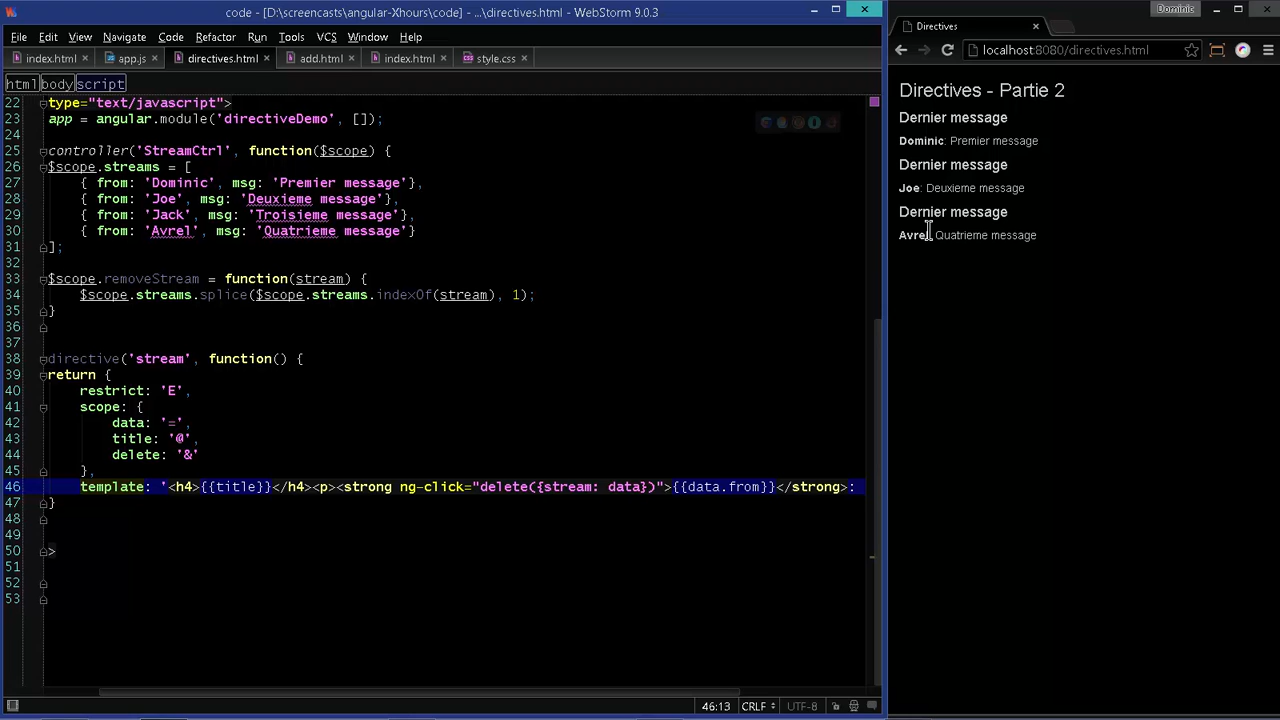 code - [D:\screencasts\angular-Xhours\code] - ...\directives.html - WebStorm 9.0.3
File Edit View Navigate Code Refactor Run Tools VCS Window Help
index.html app.js directives.html add.html index.html style.css
html body script
22 type="text/javascript">
23 app = angular.module('directiveDemo', []);
24
25 controller('StreamCtrl', function($scope) {
26 $scope.streams = [
27 { from: 'Dominic', msg: 'Premier message'},
28 { from: 'Joe', msg: 'Deuxieme message'},
29 { from: 'Jack', msg: 'Troisieme message'},
30 { from: 'Avrel', msg: 'Quatrieme message'}
31 ];
32
33 $scope.removeStream = function(stream) {
34 $scope.streams.splice($scope.streams.indexOf(stream), 1);
35 }
36
37
38 directive('stream', function() {
39 return {
40 restrict: 'E',
41 scope: {
42 data: '=',
43 title: '@',
44 delete: '&'
45 },
46 template: '<h4>{{title}}</h4><p><strong ng-click="delete({stream: data})">{{data.from}}</strong>:
47 }
48
49
50 >
51
52
53
46:13 CRLF UTF-8
Dominic
Directives
localhost:8080/directives.html
Directives - Partie 2
Dernier message
Dominic: Premier message
Dernier message
Joe: Deuxieme message
Dernier message
Avrel Quatrieme message